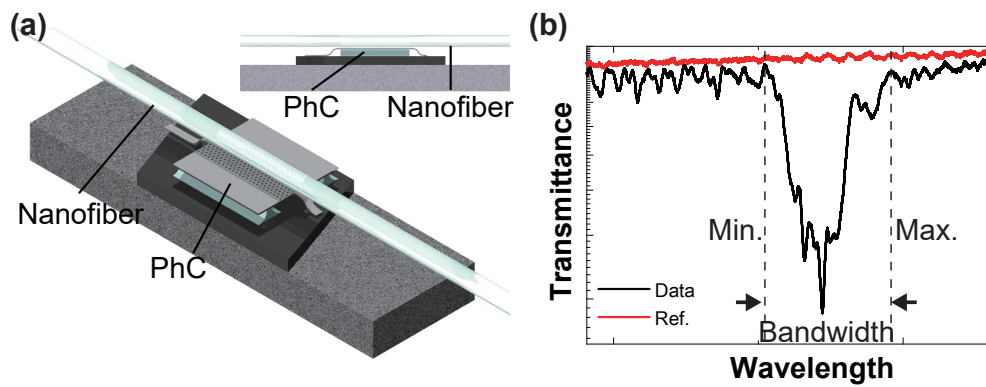 (a)
PhC
Nanofiber
Nanofiber
PhC
(b)
Transmittance
Min.
Max.
Data
Ref.
Bandwidth
Wavelength